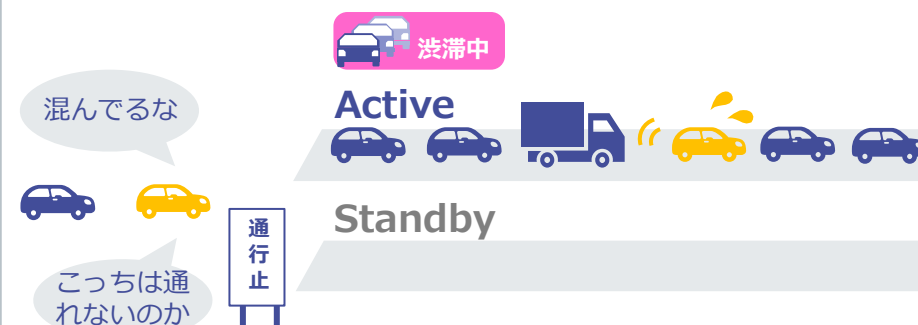 渋滞中
混んでるな
Active
Standby
通
行
止
こっちは通
れないのか